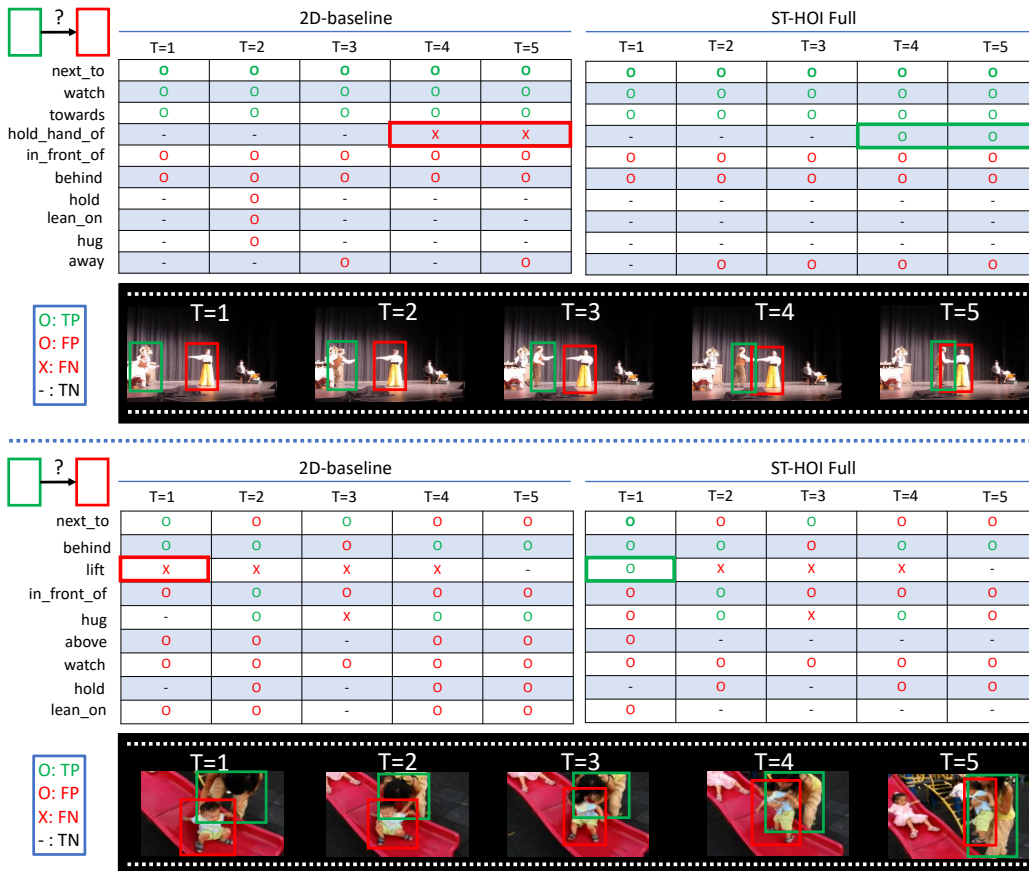 ?
2D-baseline ST-HOI Full
T=1 T=2 T=3 T=4 T=5 T=1 T=2 T=3 T=4 T=5
next_to O O O O O O O O O O
watch O O O O O O O O O O
towards O O O O O O O O O O
hold_hand_of - - - X X - - - O O
in_front_of O O O O O O O O O O
behind O O O O O O O O O O
hold - O - - - - - - - -
lean_on - O - - - - - - - -
hug - O - - - - - - - -
away - - O - O - O O O O
O: TP
O: FP
X: FN
- : TN
T=1 T=2 T=3 T=4 T=5
?
2D-baseline ST-HOI Full
T=1 T=2 T=3 T=4 T=5 T=1 T=2 T=3 T=4 T=5
next_to O O O O O O O O O O
behind O O O O O O O O O O
lift X X X X - O X X X -
in_front_of O O O O O O O O O O
hug - O X O O O O X O O
above O O - O O O - - - -
watch O O O O O O O O O O
hold - O - O O - O - O O
lean_on O O - O O O - - - -
O: TP
O: FP
X: FN
- : TN
T=1 T=2 T=3 T=4 T=5